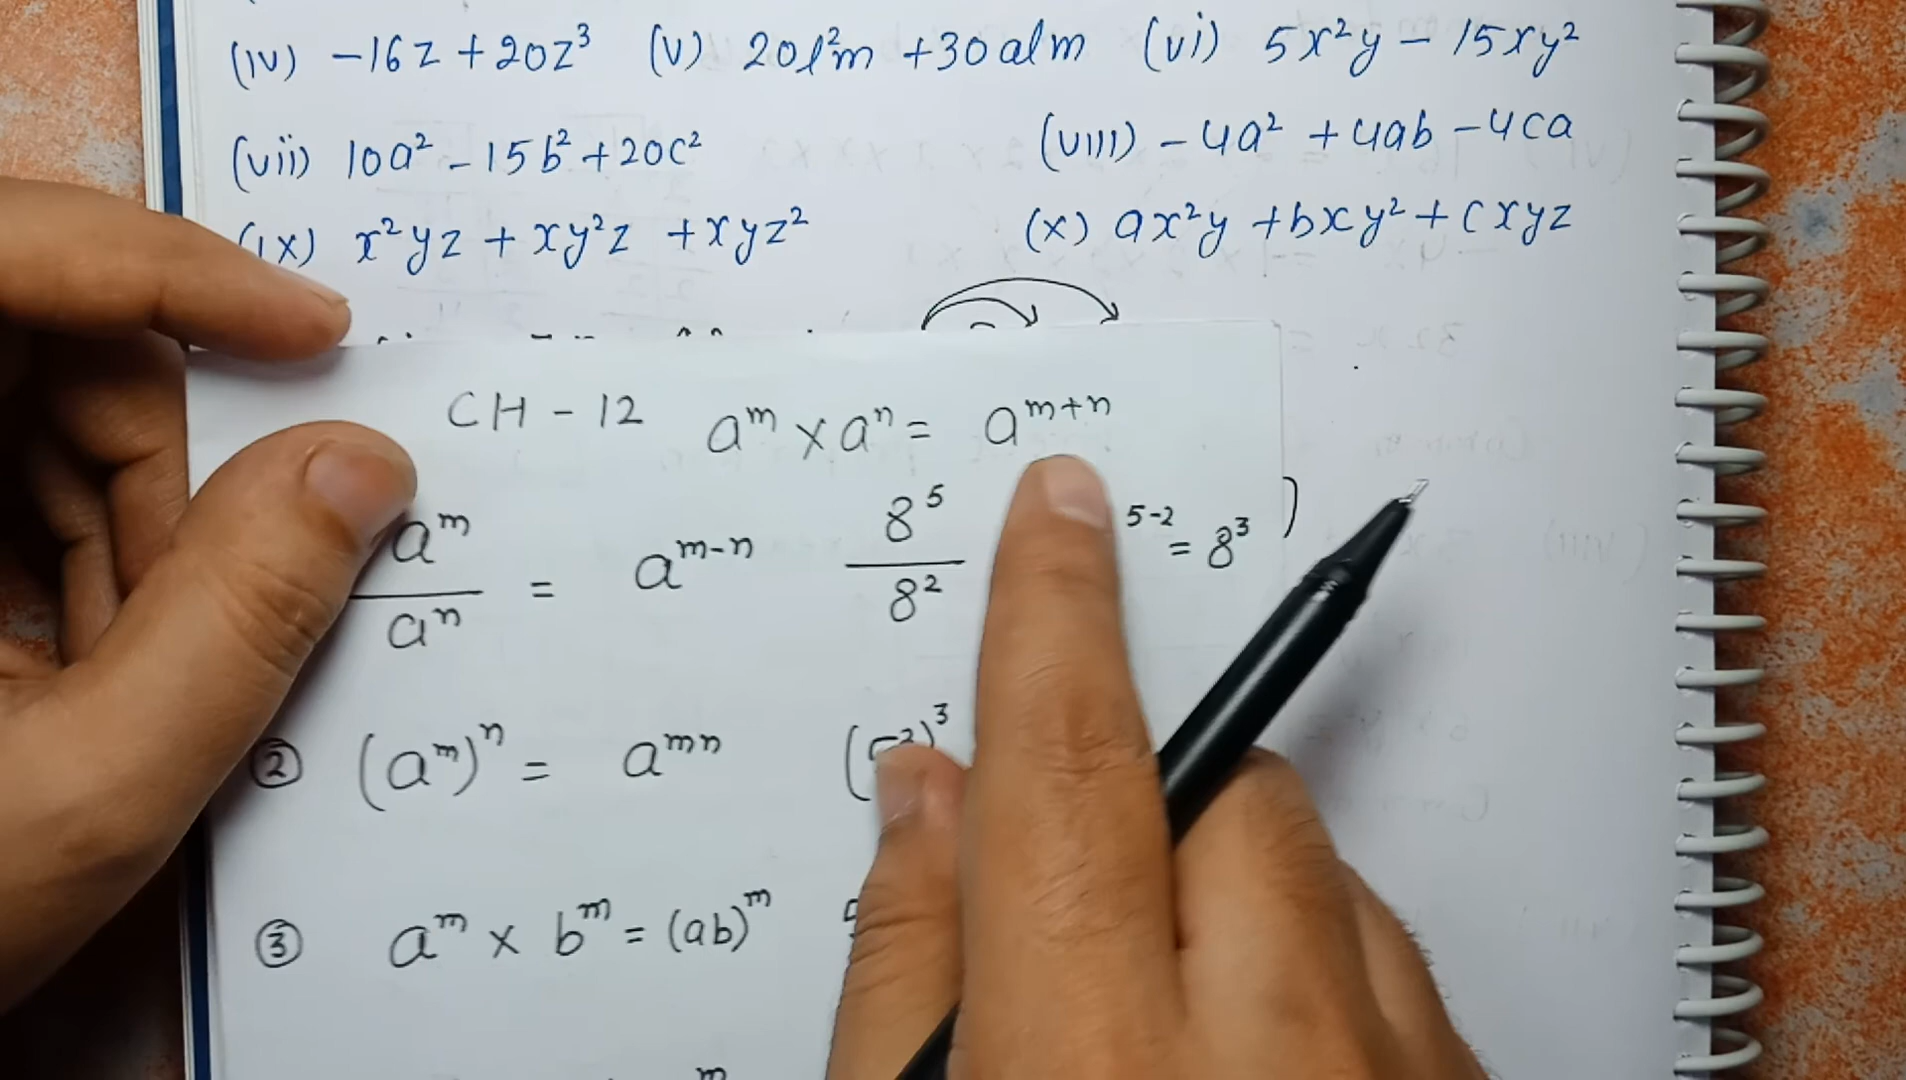 (iv) -16z + 20z³ (v) 20l²m + 30alm (vi) 5x²y - 15xy²
(vii) 10a² - 15b² + 20c² (viii) -4a² + 4ab - 4ca
(ix) x²yz + xy²z + xyz² (x) ax²y + bxy² + cxyz
CH - 12 aᵐ × aⁿ = aᵐ⁺ⁿ
aᵐ/aⁿ = aᵐ⁻ⁿ 8⁵/8² ⁵⁻² = 8³
② (aᵐ)ⁿ = aᵐⁿ
③ aᵐ × bᵐ = (ab)ᵐ